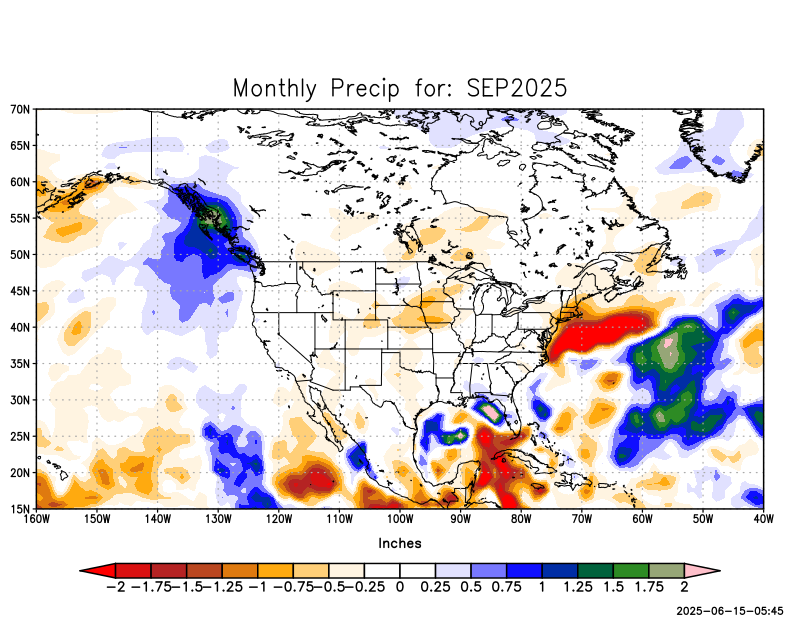 Monthly Precip for: SEP2025
70N
65N
60N
55N
50N
45N
40N
35N
30N
25N
20N
15N
160W 150W 140W 130W 120W 110W 100W 90W 80W 70W 60W 50W 40W
Inches
-2 -1.75 -1.5 -1.25 -1 -0.75 -0.5 -0.25 0 0.25 0.5 0.75 1 1.25 1.5 1.75 2
2025-06-15-05:45